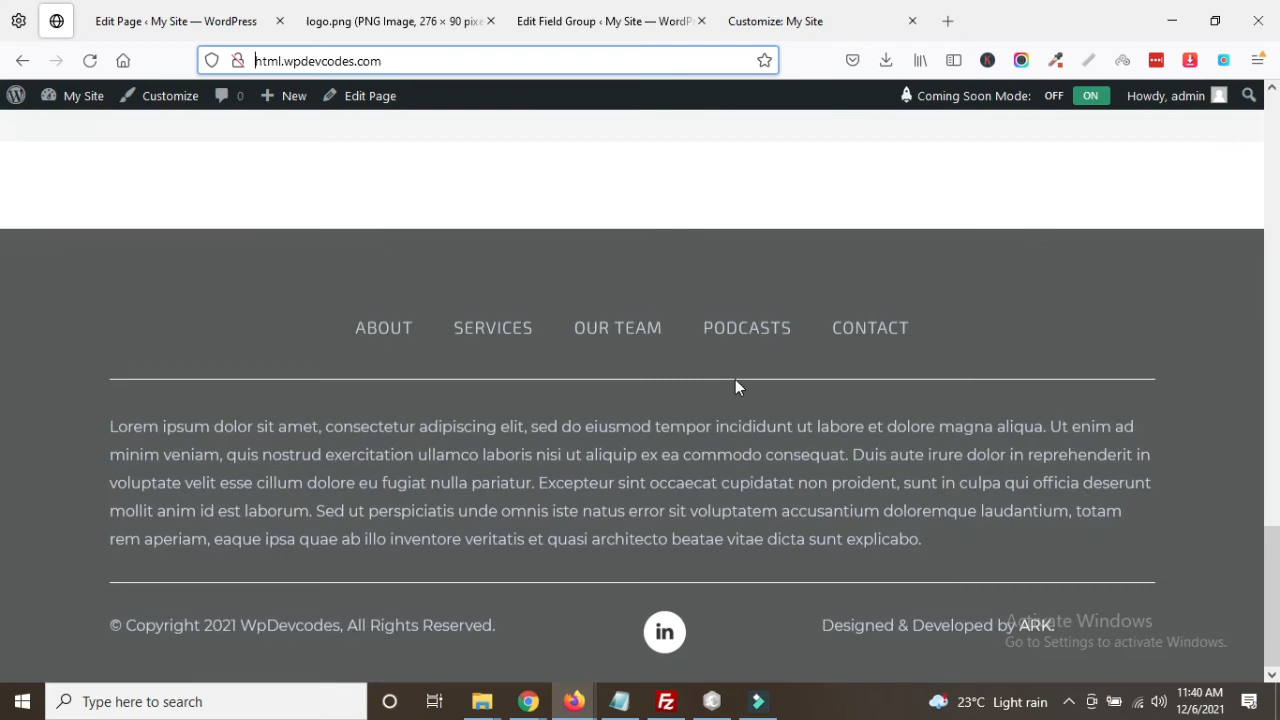 Edit Page ‹ My Site — WordPress
logo.png (PNG Image, 276 × 90 pixe
Edit Field Group ‹ My Site — WordP
Customize: My Site
html.wpdevcodes.com
My Site
Customize
0
New
Edit Page
Coming Soon Mode:
OFF
ON
Howdy, admin
ABOUT
SERVICES
OUR TEAM
PODCASTS
CONTACT
Lorem ipsum dolor sit amet, consectetur adipiscing elit, sed do eiusmod tempor incididunt ut labore et dolore magna aliqua. Ut enim ad
minim veniam, quis nostrud exercitation ullamco laboris nisi ut aliquip ex ea commodo consequat. Duis aute irure dolor in reprehenderit in
voluptate velit esse cillum dolore eu fugiat nulla pariatur. Excepteur sint occaecat cupidatat non proident, sunt in culpa qui officia deserunt
mollit anim id est laborum. Sed ut perspiciatis unde omnis iste natus error sit voluptatem accusantium doloremque laudantium, totam
rem aperiam, eaque ipsa quae ab illo inventore veritatis et quasi architecto beatae vitae dicta sunt explicabo.
© Copyright 2021 WpDevcodes, All Rights Reserved.
in
Designed & Developed by ARK.
Activate Windows
Go to Settings to activate Windows.
Type here to search
Fz
23°C Light rain
11:40 AM
12/6/2021